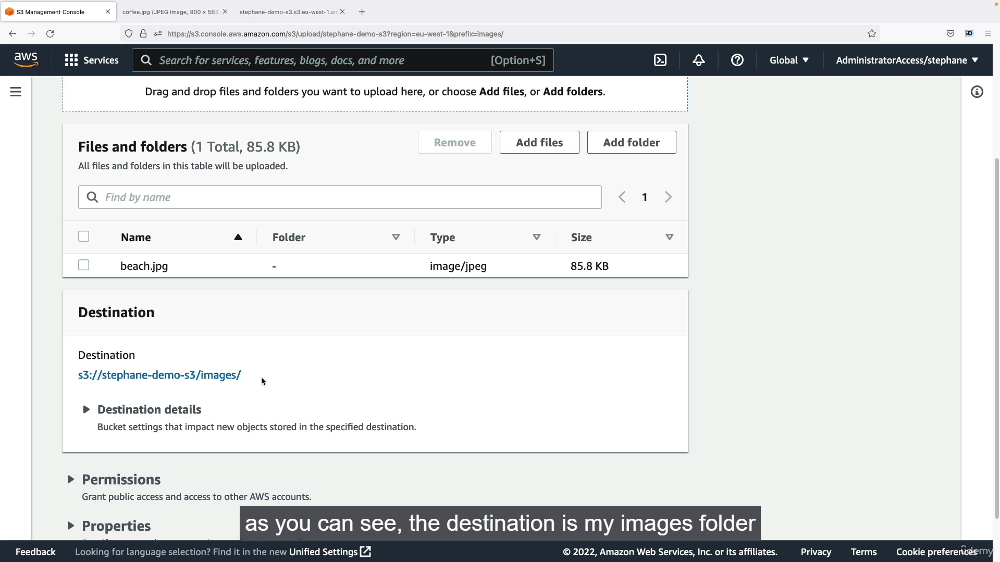 S3 Management Console
coffee.jpg (JPEG Image, 800 × 583
stephane-demo-s3.s3.eu-west-1.am
https://s3.console.aws.amazon.com/s3/upload/stephane-demo-s3?region=eu-west-1&prefix=images/
aws
Services
Search for services, features, blogs, docs, and more
[Option+S]
Global
AdministratorAccess/stephane
Drag and drop files and folders you want to upload here, or choose Add files, or Add folders.
Files and folders (1 Total, 85.8 KB)
Remove
Add files
Add folder
All files and folders in this table will be uploaded.
Find by name
1
Name
Folder
Type
Size
beach.jpg
-
image/jpeg
85.8 KB
Destination
Destination
s3://stephane-demo-s3/images/
Destination details
Bucket settings that impact new objects stored in the specified destination.
Permissions
Grant public access and access to other AWS accounts.
Properties
as you can see, the destination is my images folder
Feedback
Looking for language selection? Find it in the new Unified Settings
© 2022, Amazon Web Services, Inc. or its affiliates.
Privacy
Terms
Cookie preferences
udemy